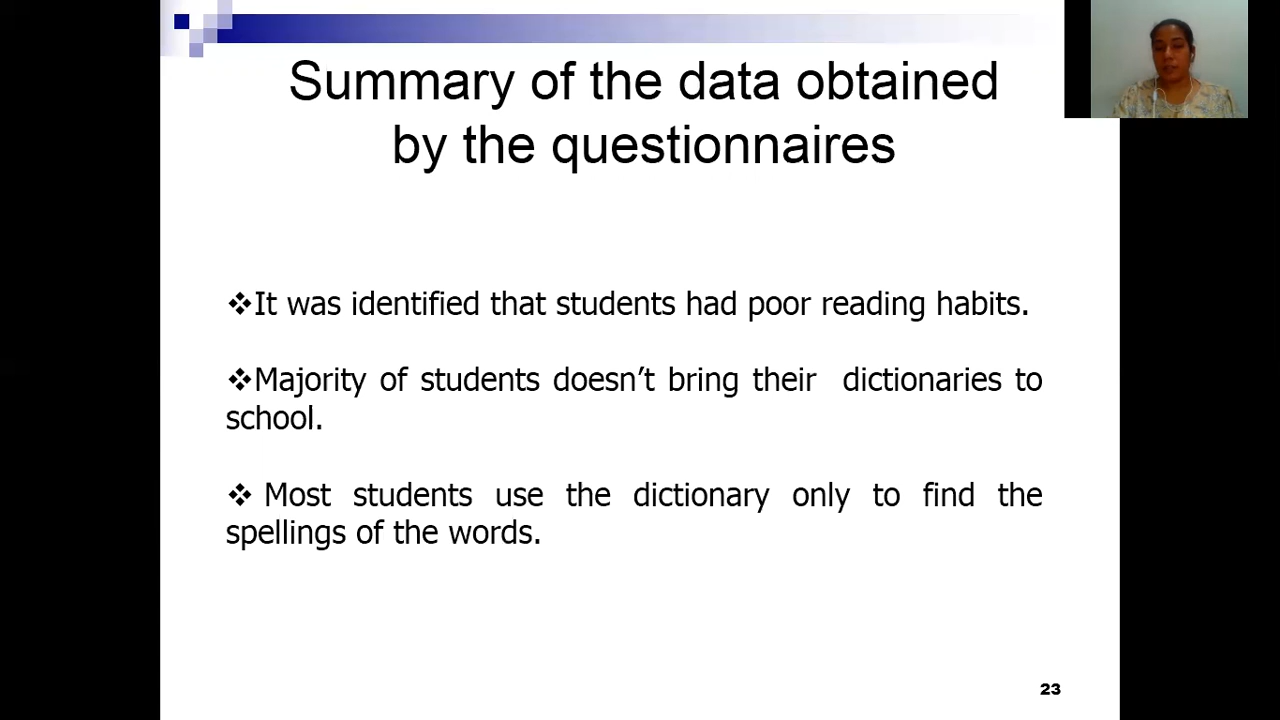 Summary of the data obtained
by the questionnaires
❖It was identified that students had poor reading habits.
❖Majority of students doesn’t bring their dictionaries to
school.
❖ Most students use the dictionary only to find the
spellings of the words.
23